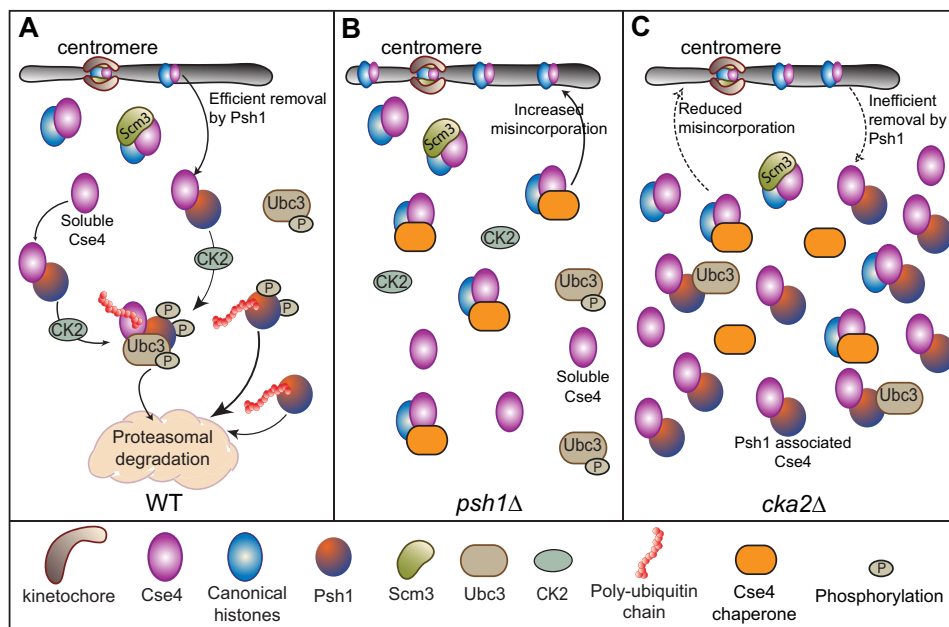 A
centromere
Efficient removal
by Psh1
Scm3
Soluble
Cse4
Ubc3
P
CK2
CK2
P
P
P
P
Ubc3
P
P
Proteasomal
degradation
WT
B
centromere
Increased
misincorporation
Scm3
CK2
CK2
Ubc3
P
Soluble
Cse4
Ubc3
P
psh1Δ
C
centromere
Reduced
misincorporation
Inefficient
removal by
Psh1
Scm3
Ubc3
Ubc3
Psh1 associated
Cse4
cka2Δ
kinetochore
Cse4
Canonical
histones
Psh1
Scm3
Ubc3
CK2
Poly-ubiquitin
chain
Cse4
chaperone
P
Phosphorylation